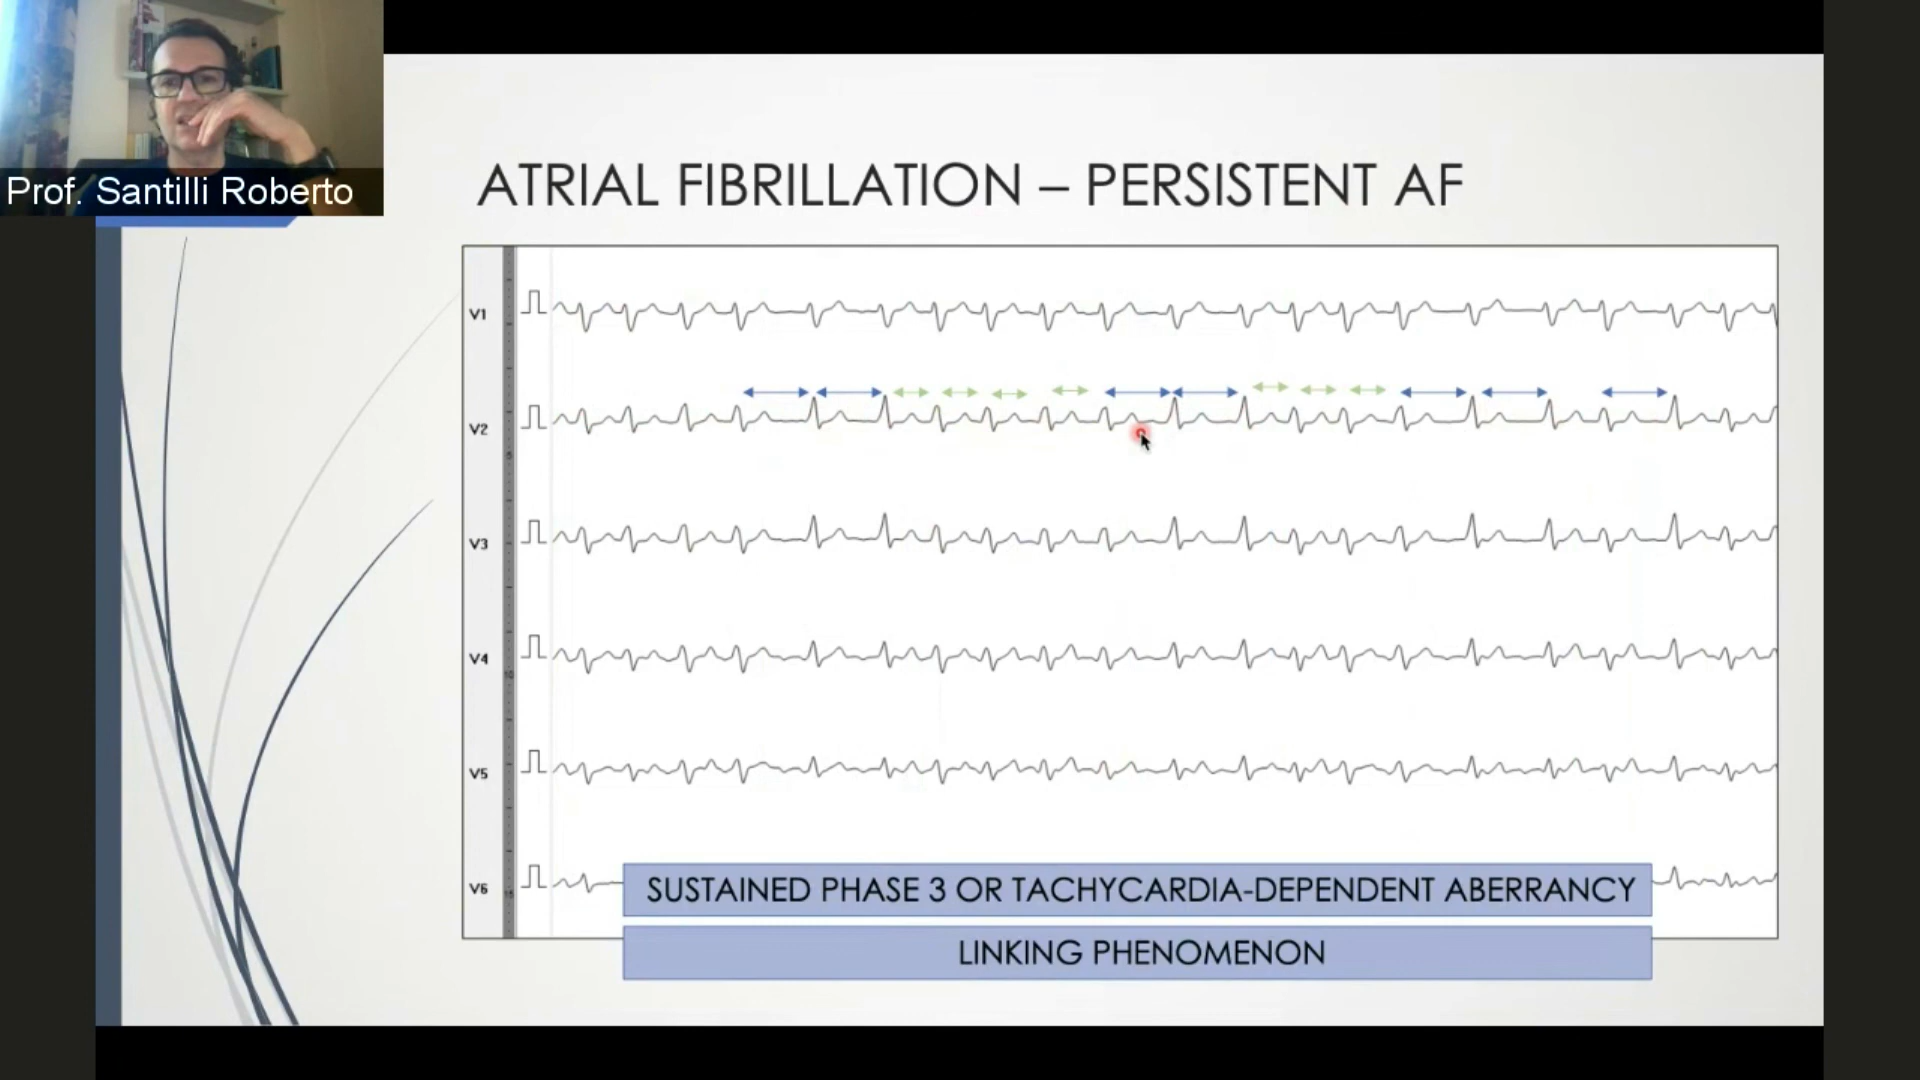 Prof. Santilli Roberto
ATRIAL FIBRILLATION – PERSISTENT AF
V1
V2
V3
V4
V5
V6
SUSTAINED PHASE 3 OR TACHYCARDIA-DEPENDENT ABERRANCY
LINKING PHENOMENON